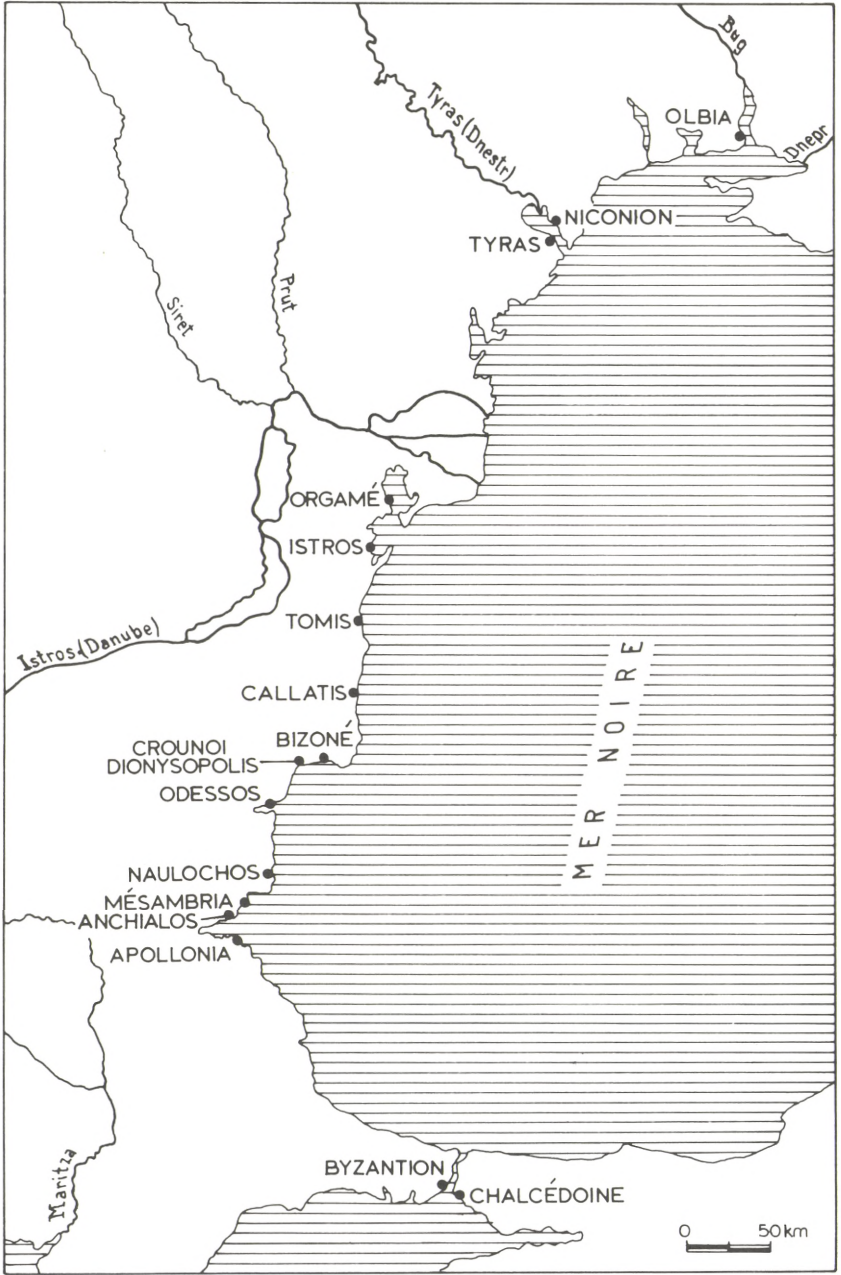 Bug
OLBIA
Dnepr
Tyras (Dnestr)
NICONION
TYRAS
Prut
Siret
ORGAMÉ
ISTROS
TOMIS
Istros (Danube)
CALLATIS
BIZONÉ
CROUNOI
DIONYSOPOLIS
ODESSOS
MER NOIRE
NAULOCHOS
MÉSAMBRIA
ANCHIALOS
APOLLONIA
Maritza
BYZANTION
CHALCÉDOINE
0 50 km